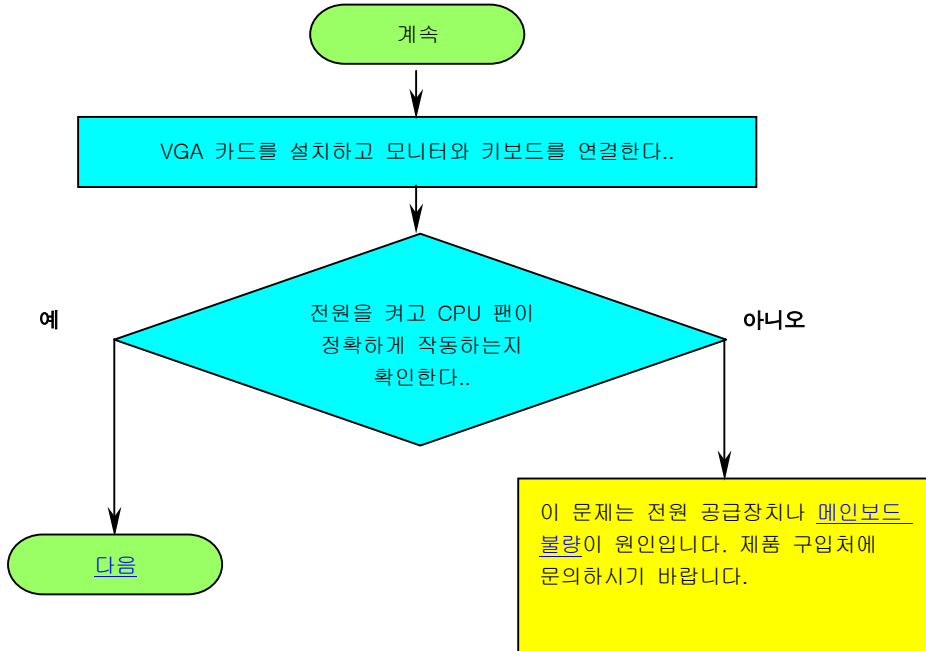 계속
VGA 카드를 설치하고 모니터와 키보드를 연결한다..
전원을 켜고 CPU 팬이
정확하게 작동하는지
확인한다..
예
아니오
이 문제는 전원 공급장치나 메인보드
불량이 원인입니다. 제품 구입처에
문의하시기 바랍니다.
다음